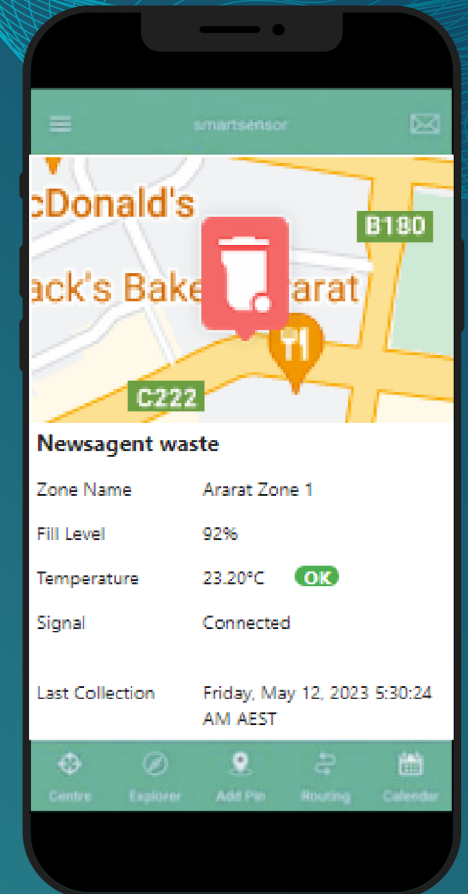 smartsensor
cDonald's
B180
ack's Bake
arat
C222
Newsagent waste
Zone Name Ararat Zone 1
Fill Level 92%
Temperature 23.20°C OK
Signal Connected
Last Collection Friday, May 12, 2023 5:30:24
AM AEST
Centre Explorer Add Pin Routing Calendar